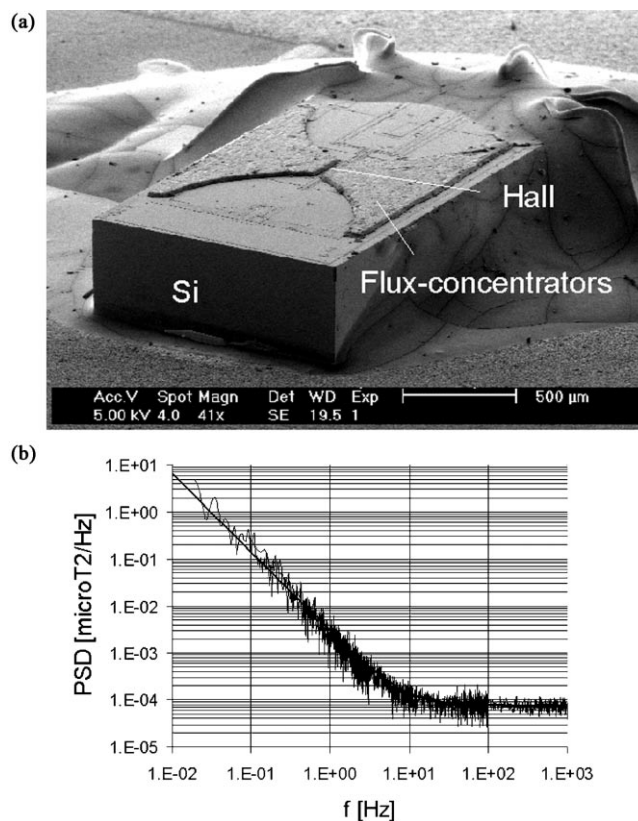 (a)
Hall
Flux-concentrators
Si
Acc.V Spot Magn Det WD Exp
5.00 kV 4.0 41x SE 19.5 1
500 µm
(b)
1.E+01
1.E+00
1.E-01
1.E-02
1.E-03
1.E-04
1.E-05
PSD [microT2/Hz]
1.E-02 1.E-01 1.E+00 1.E+01 1.E+02 1.E+03
f [Hz]